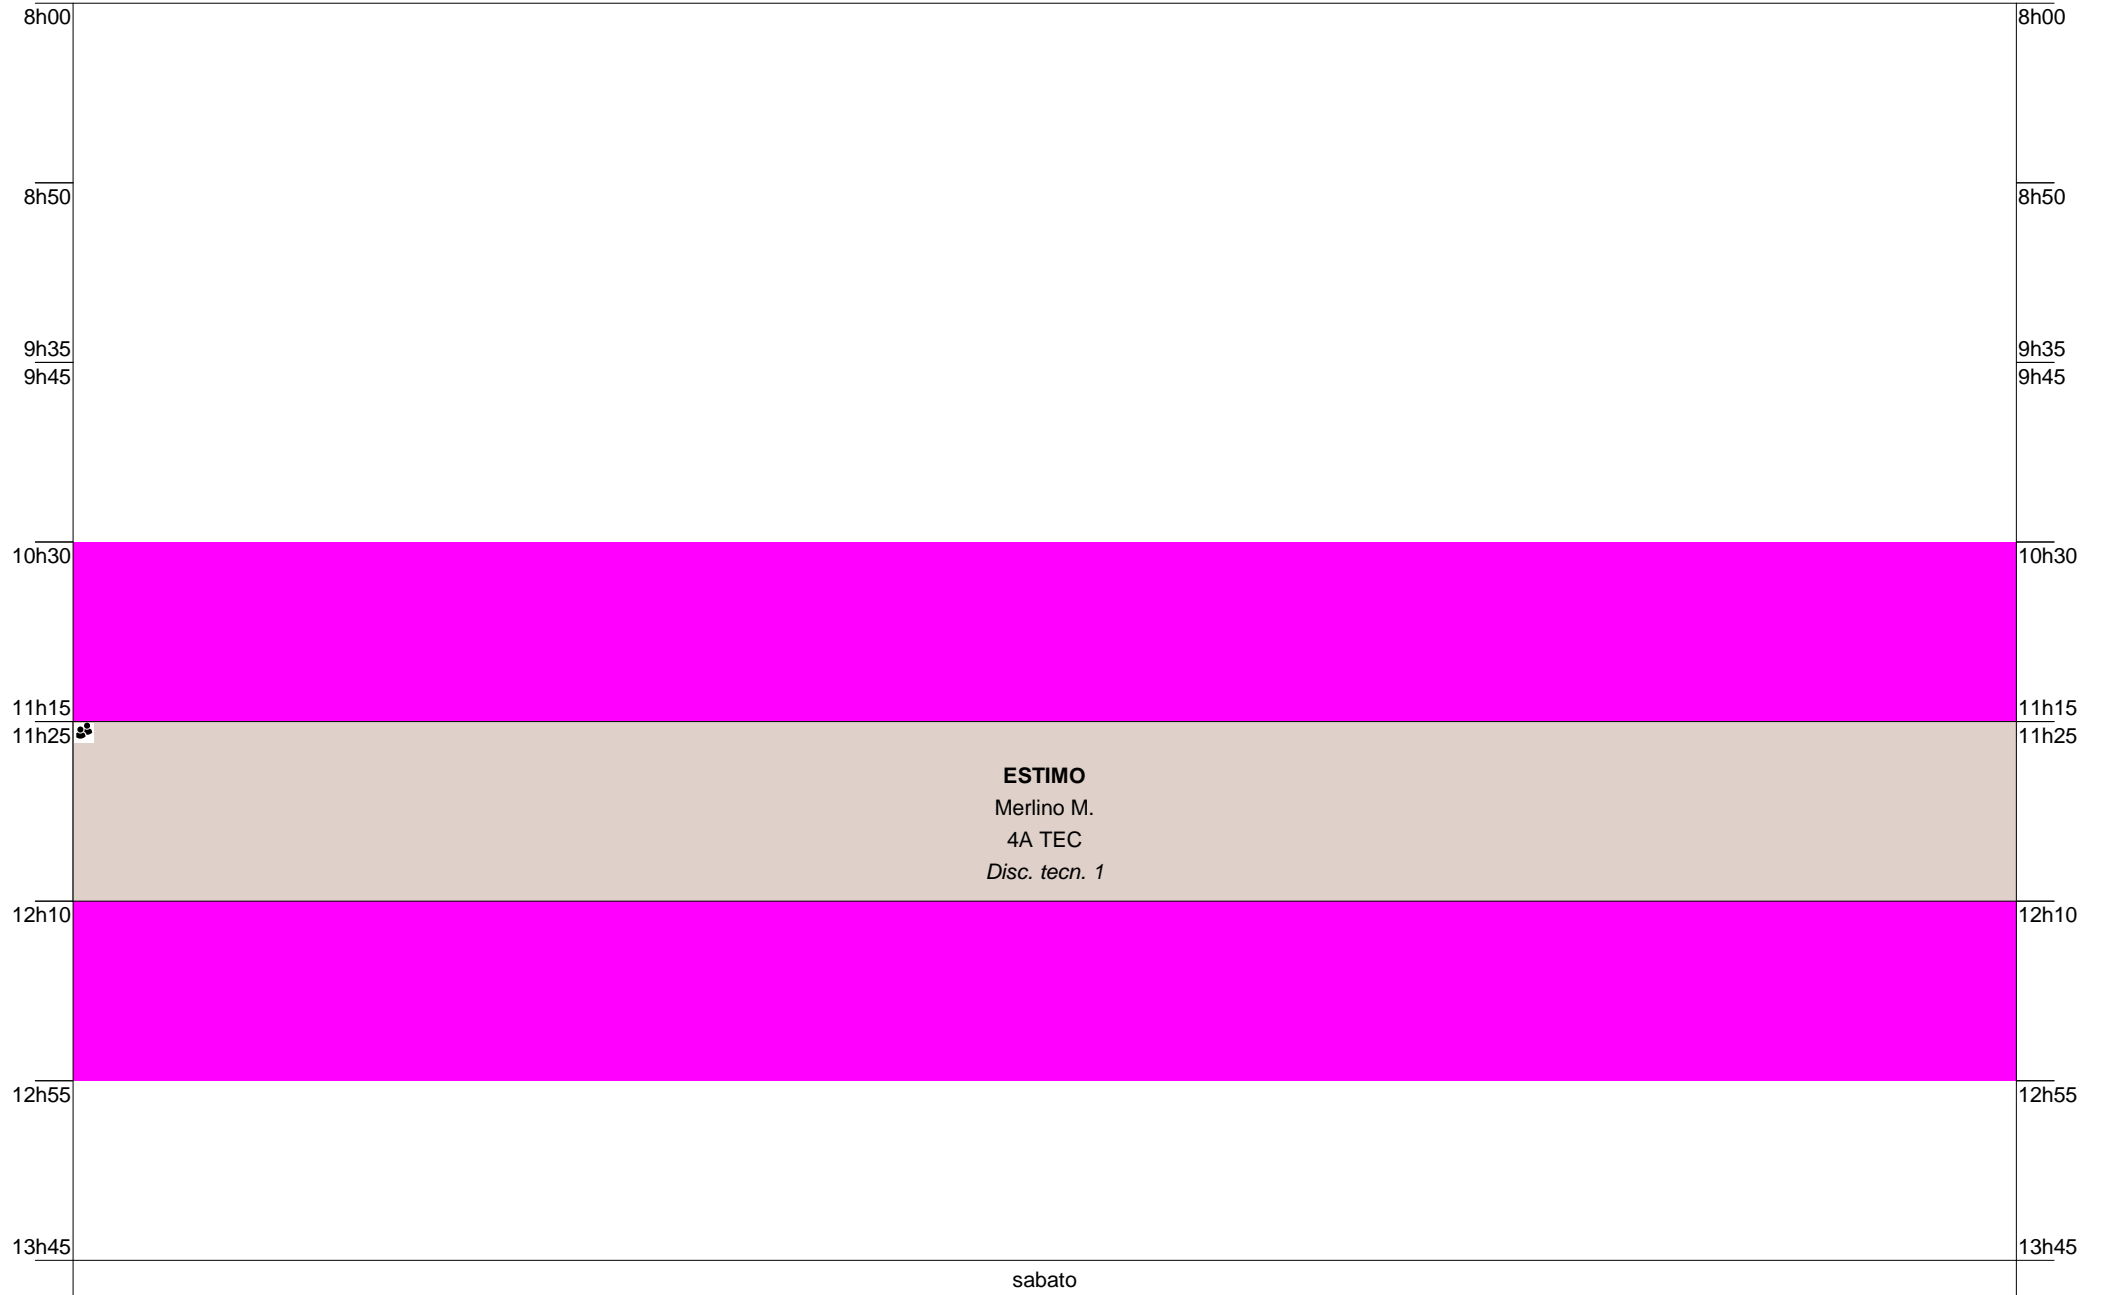 8h00 8h00
8h50 8h50
9h35 9h35
9h45 9h45
10h30 10h30
11h15 11h15
11h25 11h25
ESTIMO
Merlino M.
4A TEC
Disc. tecn. 1
12h10 12h10
12h55 12h55
13h45 13h45
sabato